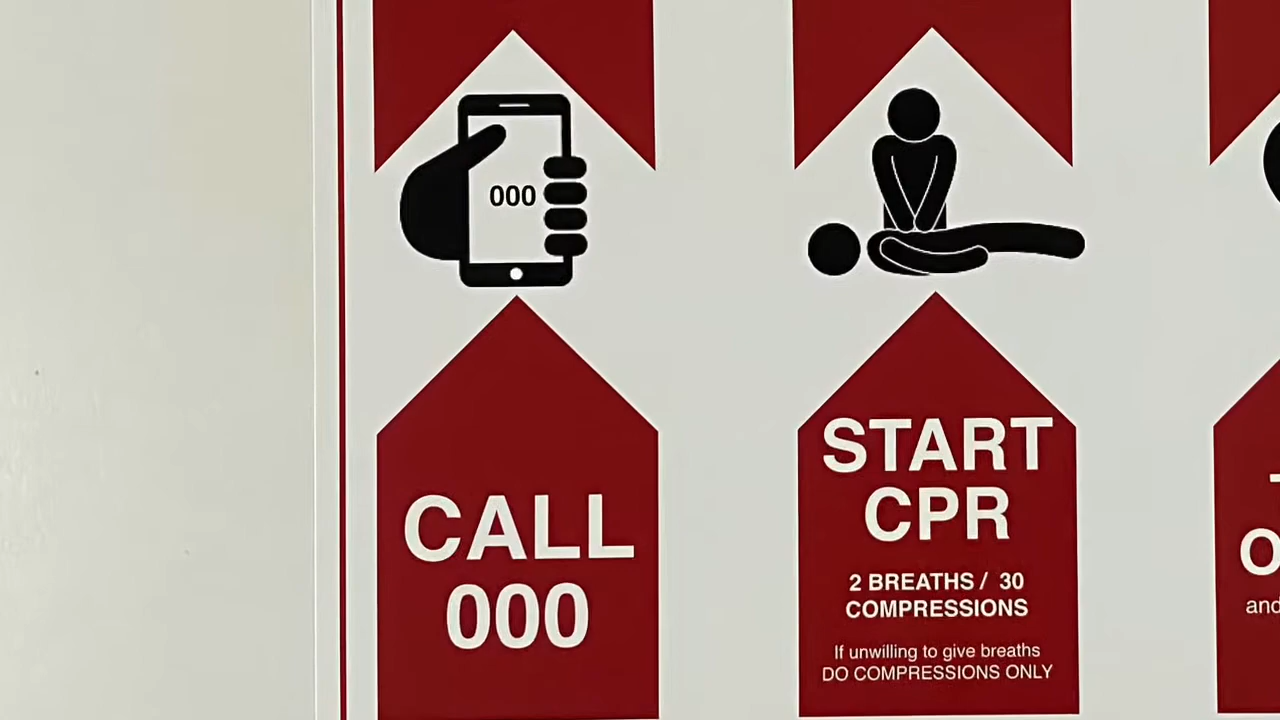 000
CALL
000
START
CPR
2 BREATHS / 30
COMPRESSIONS
If unwilling to give breaths
DO COMPRESSIONS ONLY
and